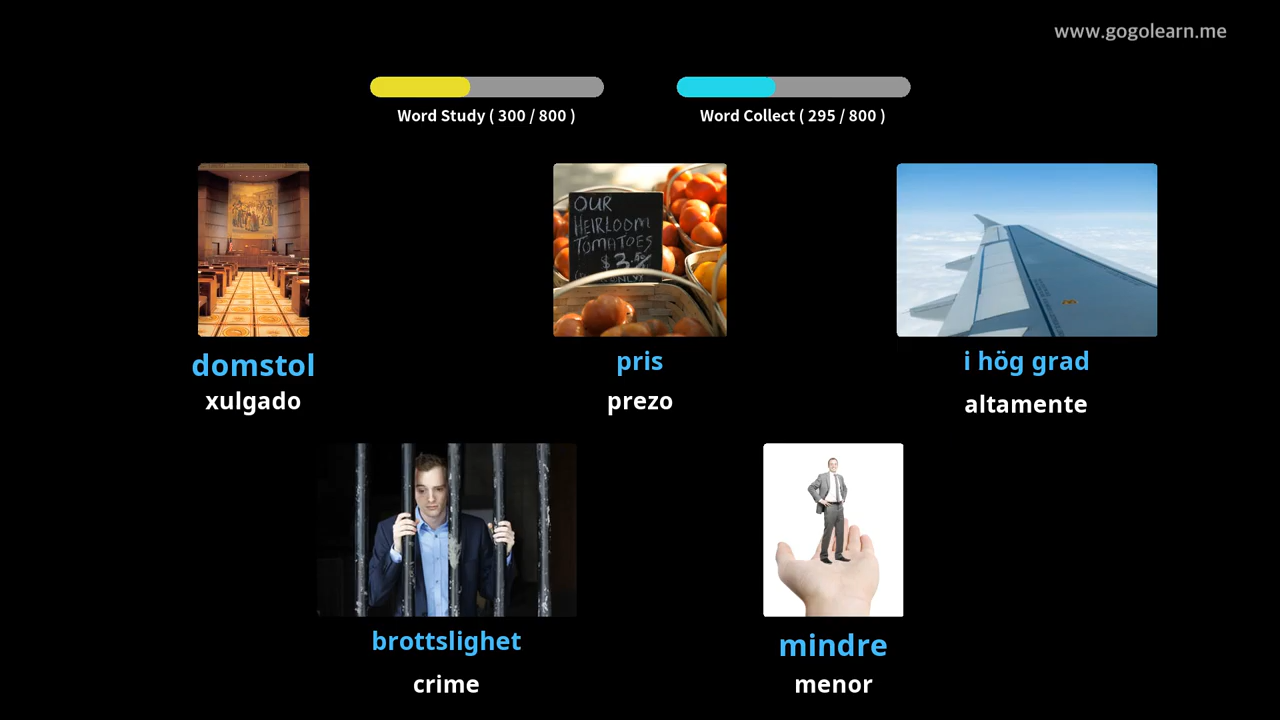 www.gogolearn.me
Word Study ( 300 / 800 )
Word Collect ( 295 / 800 )
OUR
HEIRLOOM
TOMATOES
$3
domstol
xulgado
pris
prezo
i hög grad
altamente
brottslighet
crime
mindre
menor